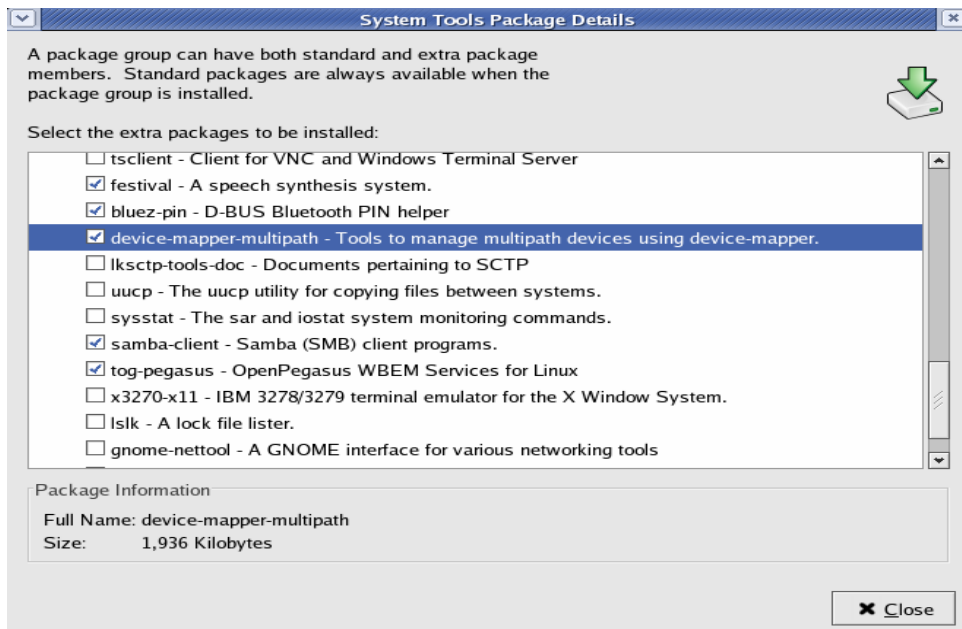 System Tools Package Details
A package group can have both standard and extra package
members. Standard packages are always available when the
package group is installed.
Select the extra packages to be installed:
tsclient - Client for VNC and Windows Terminal Server
festival - A speech synthesis system.
bluez-pin - D-BUS Bluetooth PIN helper
device-mapper-multipath - Tools to manage multipath devices using device-mapper.
lksctp-tools-doc - Documents pertaining to SCTP
uucp - The uucp utility for copying files between systems.
sysstat - The sar and iostat system monitoring commands.
samba-client - Samba (SMB) client programs.
tog-pegasus - OpenPegasus WBEM Services for Linux
x3270-x11 - IBM 3278/3279 terminal emulator for the X Window System.
lslk - A lock file lister.
gnome-nettool - A GNOME interface for various networking tools
Package Information
Full Name: device-mapper-multipath
Size: 1,936 Kilobytes
Close